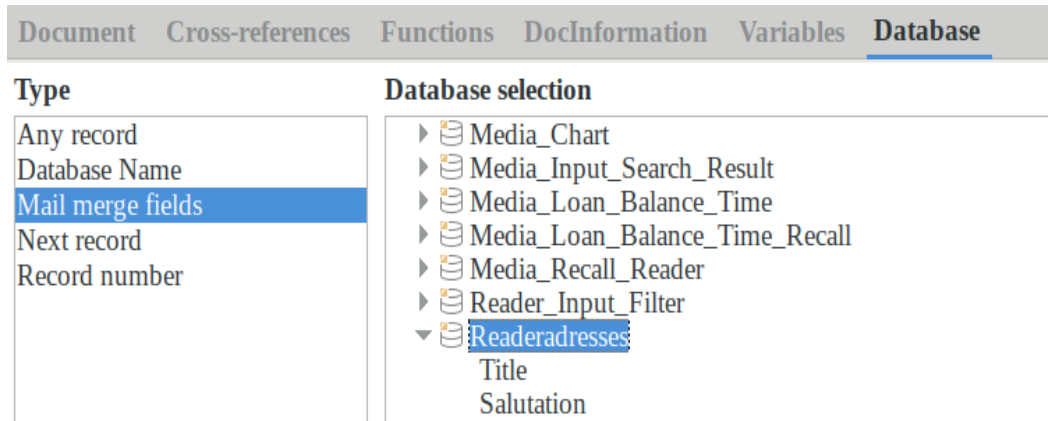 Document Cross-references Functions DocInformation Variables Database
Type
Any record
Database Name
Mail merge fields
Next record
Record number
Database selection
Media_Chart
Media_Input_Search_Result
Media_Loan_Balance_Time
Media_Loan_Balance_Time_Recall
Media_Recall_Reader
Reader_Input_Filter
Readeradresses
Title
Salutation